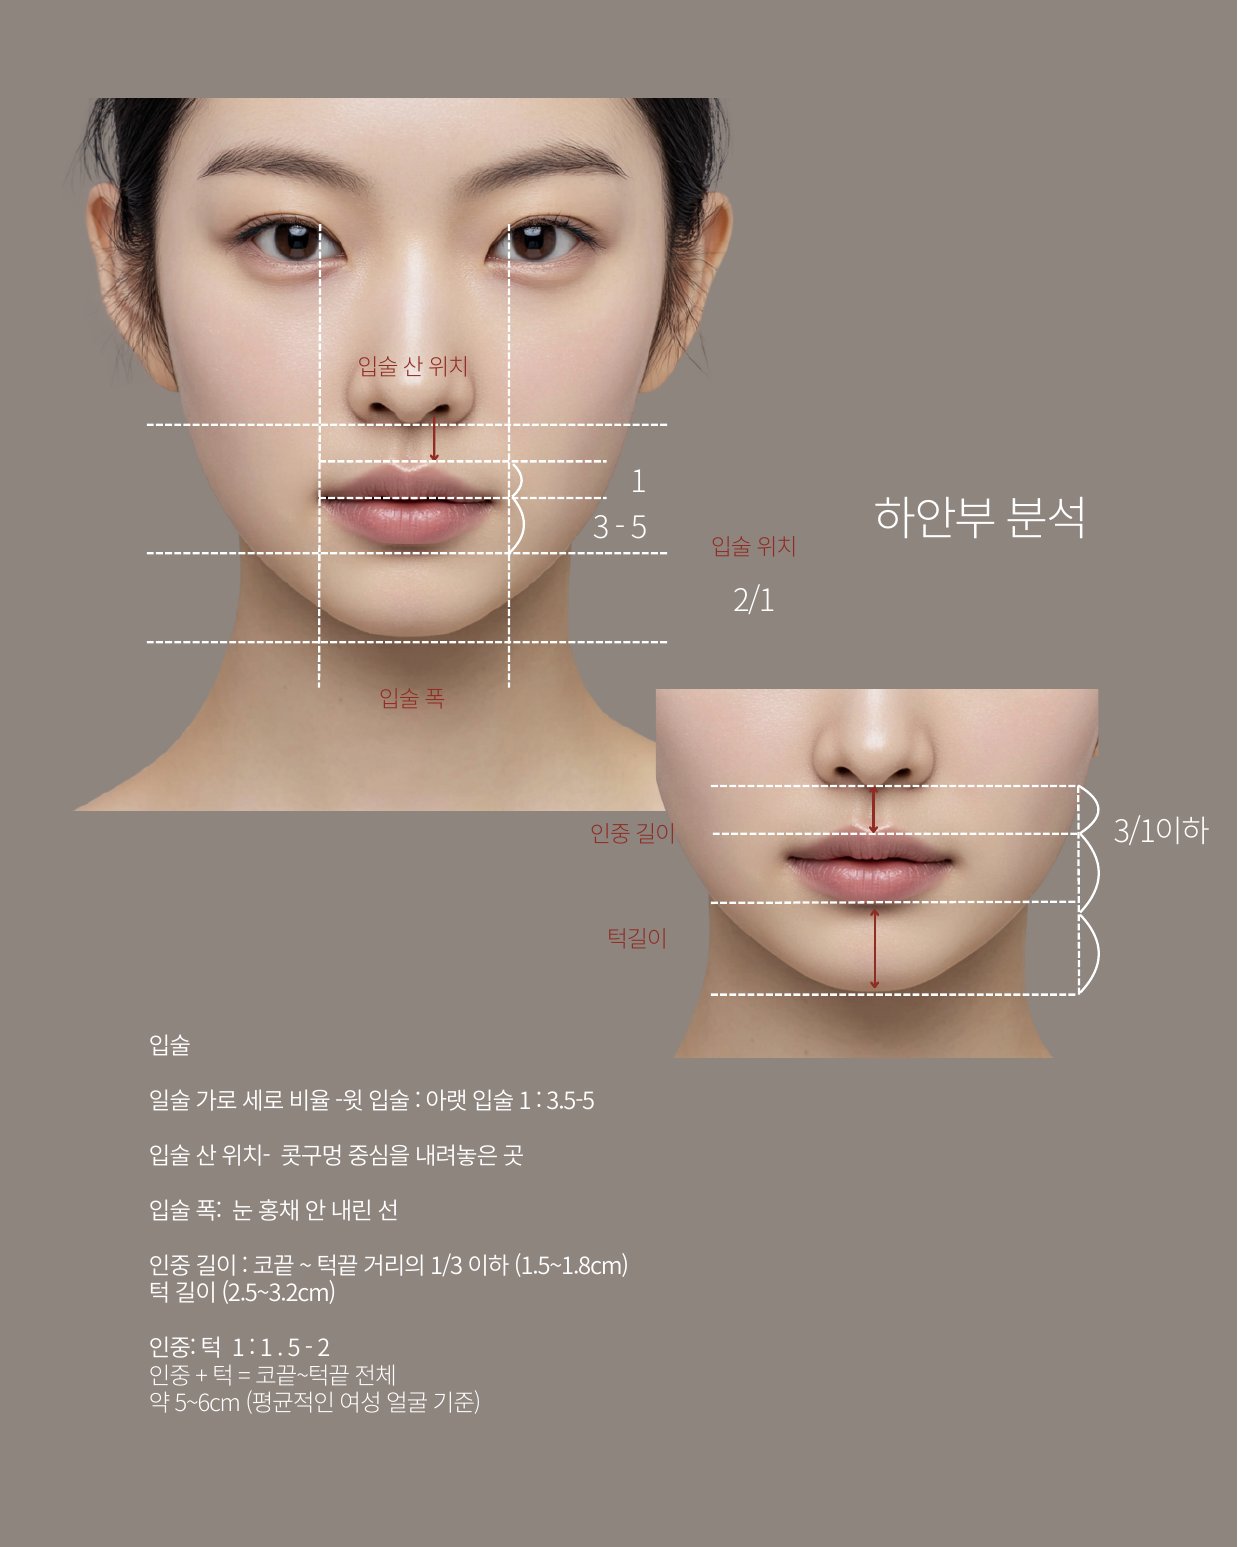 입술 산 위치
1
3 - 5
하안부 분석
입술 위치
2/1
입술 폭
인중 길이
3/1이하
턱길이
입술
일술 가로 세로 비율 -윗 입술 : 아랫 입술 1 : 3.5-5
입술 산 위치- 콧구멍 중심을 내려놓은 곳
입술 폭: 눈 홍채 안 내린 선
인중 길이 : 코끝 ~ 턱끝 거리의 1/3 이하 (1.5~1.8cm)
턱 길이 (2.5~3.2cm)
인중: 턱 1 : 1 . 5 - 2
인중 + 턱 = 코끝~턱끝 전체
약 5~6cm (평균적인 여성 얼굴 기준)